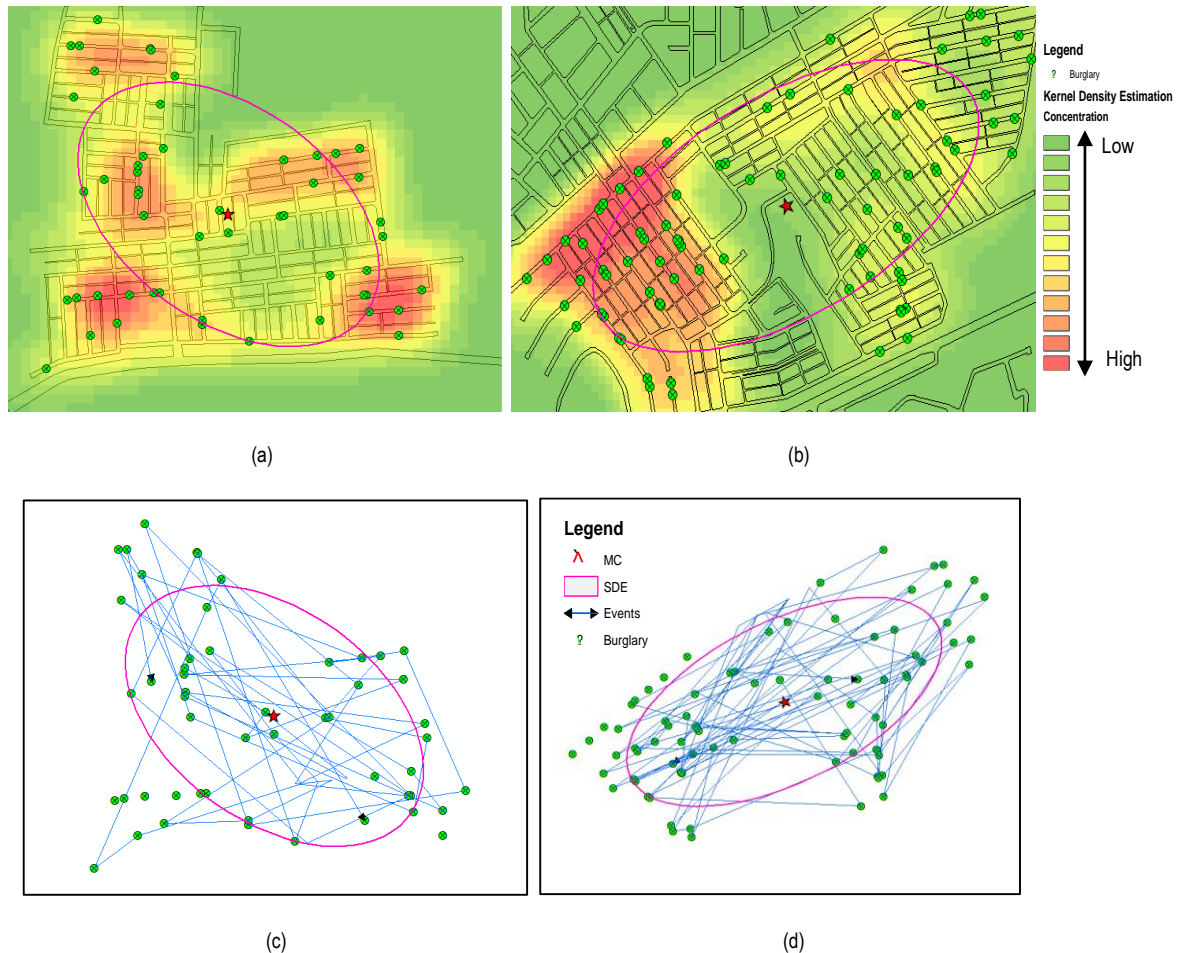 Legend
? Burglary
Kernel Density Estimation
Concentration
Low
High
(a)
(b)
Legend
MC
SDE
Events
? Burglary
(c)
(d)